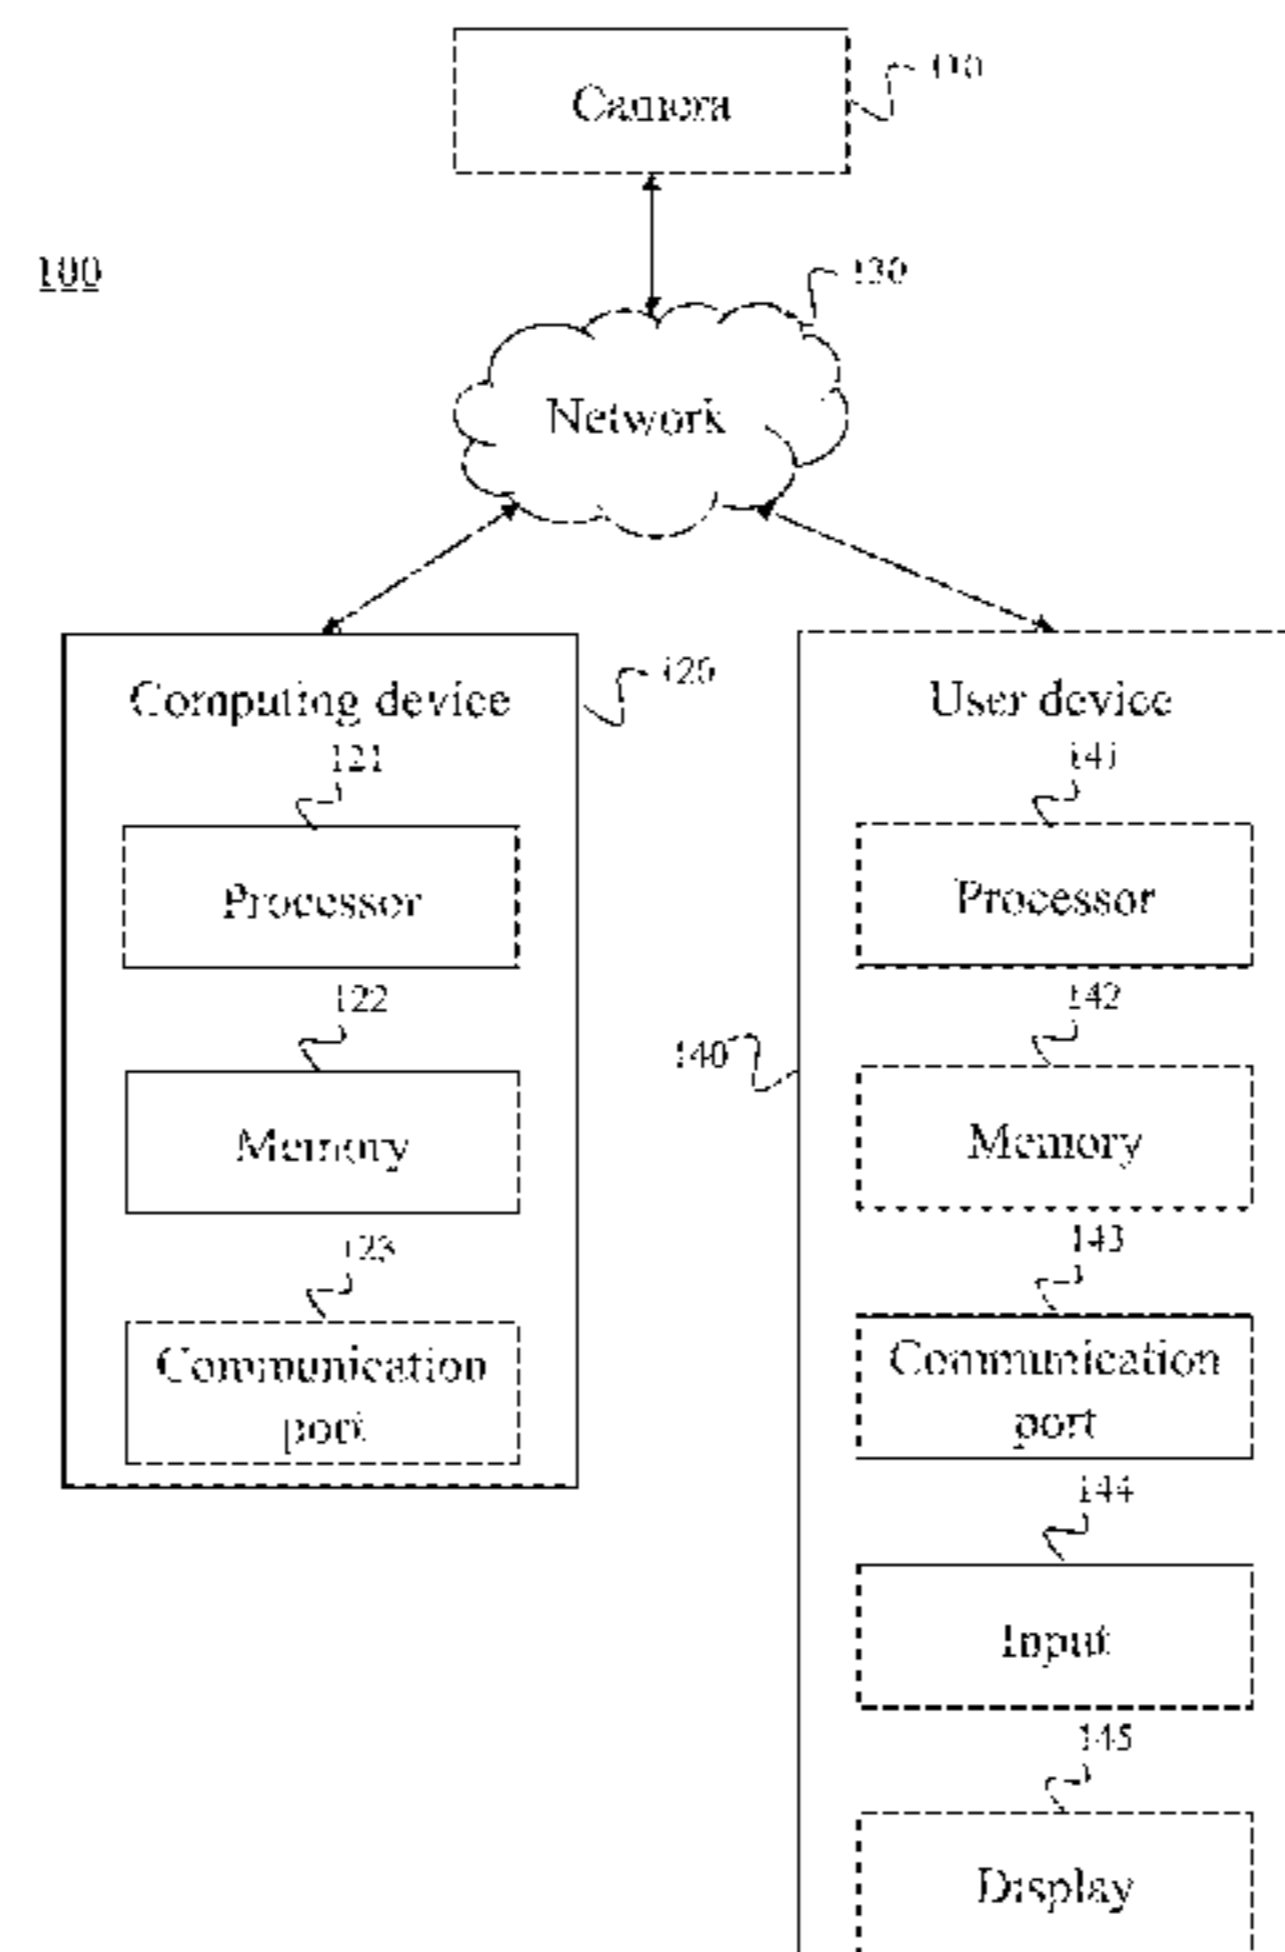 Camera
110
100
130
Network
Computing device
120
User device
121
141
Processor
Processor
122
142
140
Memory
Memory
123
143
Communication
port
Communication
port
144
Input
145
Display